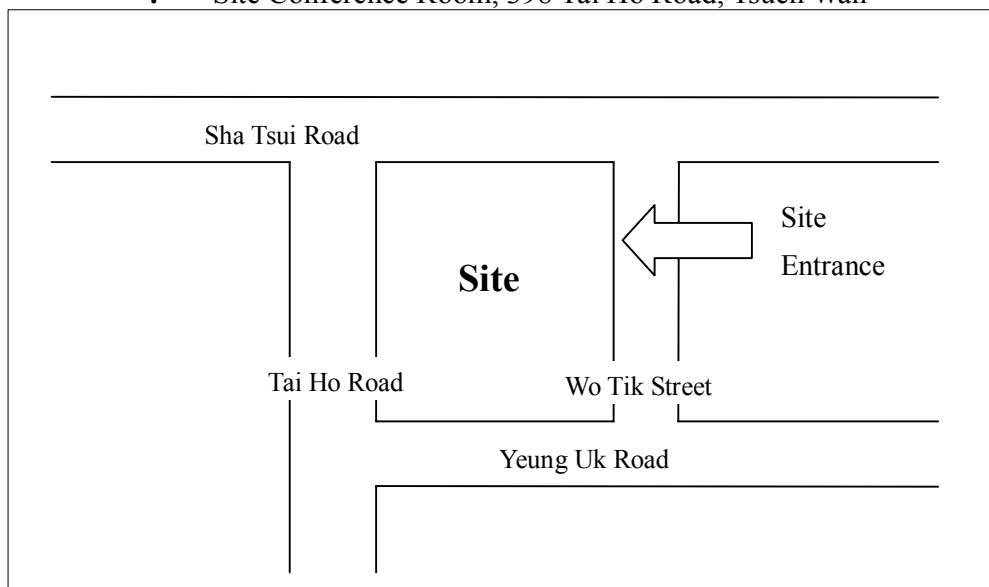 Site Conference Room, 398 Tai Ho Road, Tsuen Wan
Sha Tsui Road
Site
Entrance
Site
Tai Ho Road
Wo Tik Street
Yeung Uk Road